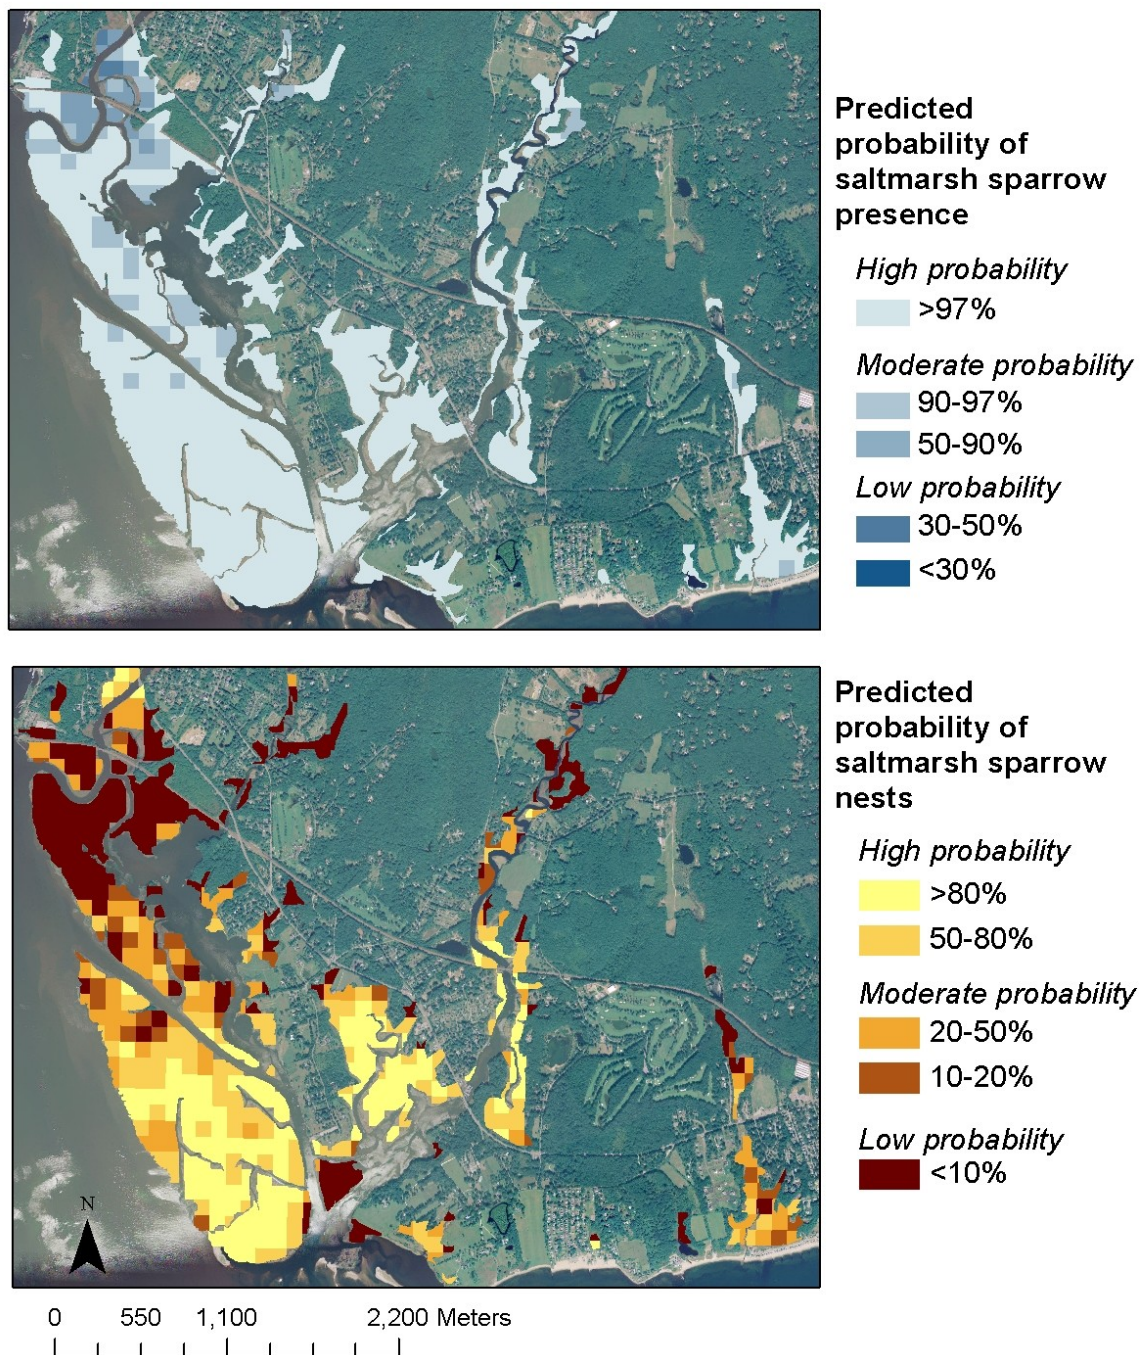 Predicted
probability of
saltmarsh sparrow
presence
High probability
>97%
Moderate probability
90-97%
50-90%
Low probability
30-50%
<30%
Predicted
probability of
saltmarsh sparrow
nests
High probability
>80%
50-80%
Moderate probability
20-50%
10-20%
Low probability
<10%
N
0 550 1,100 2,200 Meters